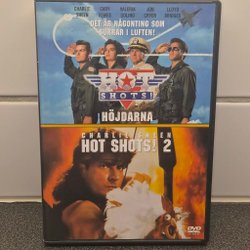 CHARLIE CARY VALERIA JON LLOYD
SHEEN ELWES GOLINO CRYER BRIDGES
DET ÄR NÅGONTING SOM
SURRAR I LUFTEN!
HOT
SHOTS!
HÖJDARNA
CHARLIE SHEEN
HOT SHOTS! 2
DVD